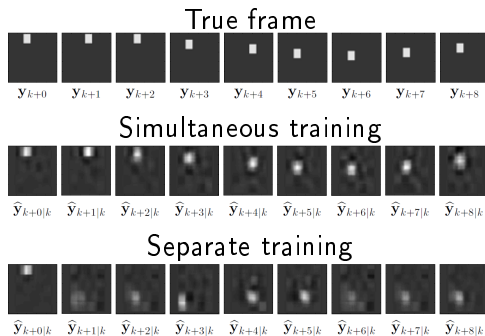 True frame
y_{k+0} y_{k+1} y_{k+2} y_{k+3} y_{k+4} y_{k+5} y_{k+6} y_{k+7} y_{k+8}
Simultaneous training
ŷ_{k+0|k} ŷ_{k+1|k} ŷ_{k+2|k} ŷ_{k+3|k} ŷ_{k+4|k} ŷ_{k+5|k} ŷ_{k+6|k} ŷ_{k+7|k} ŷ_{k+8|k}
Separate training
ŷ_{k+0|k} ŷ_{k+1|k} ŷ_{k+2|k} ŷ_{k+3|k} ŷ_{k+4|k} ŷ_{k+5|k} ŷ_{k+6|k} ŷ_{k+7|k} ŷ_{k+8|k}